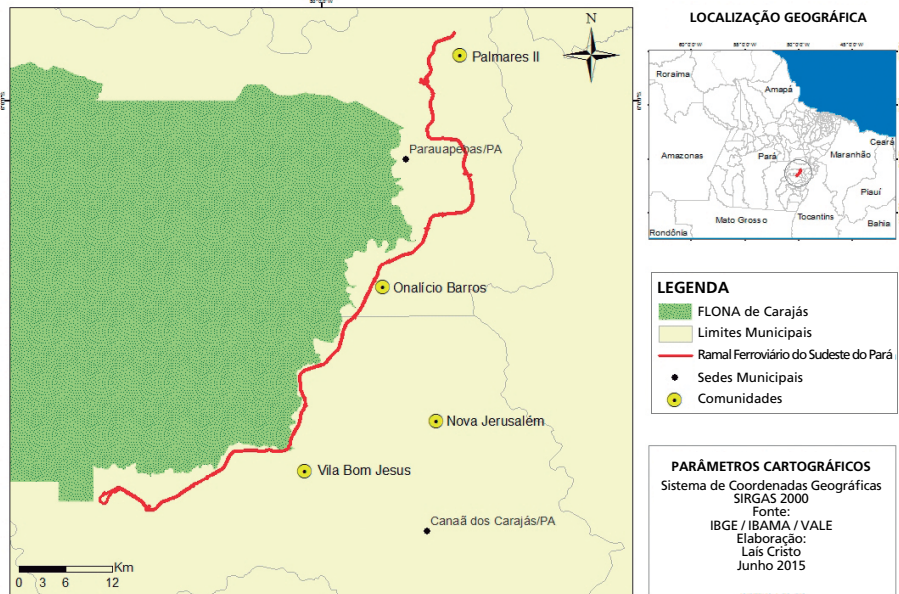 N
Palmares II
Parauapebas/PA
Onalício Barros
Nova Jerusalém
Vila Bom Jesus
Canaã dos Carajás/PA
Km
0 3 6 12
LOCALIZAÇÃO GEOGRÁFICA
Roraima
Amapá
Amazonas
Pará
Maranhão
Ceará
Piauí
Tocantins
Mato Grosso
Bahia
Rondônia
LEGENDA
FLONA de Carajás
Limites Municipais
Ramal Ferroviário do Sudeste do Pará
Sedes Municipais
Comunidades
PARÂMETROS CARTOGRÁFICOS
Sistema de Coordenadas Geográficas
SIRGAS 2000
Fonte:
IBGE / IBAMA / VALE
Elaboração:
Laís Cristo
Junho 2015